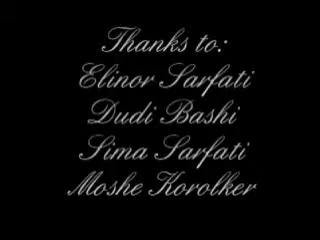 Thanks to:
Elinor Sarfati
Dudi Bashi
Sima Sarfati
Moshe Korolker